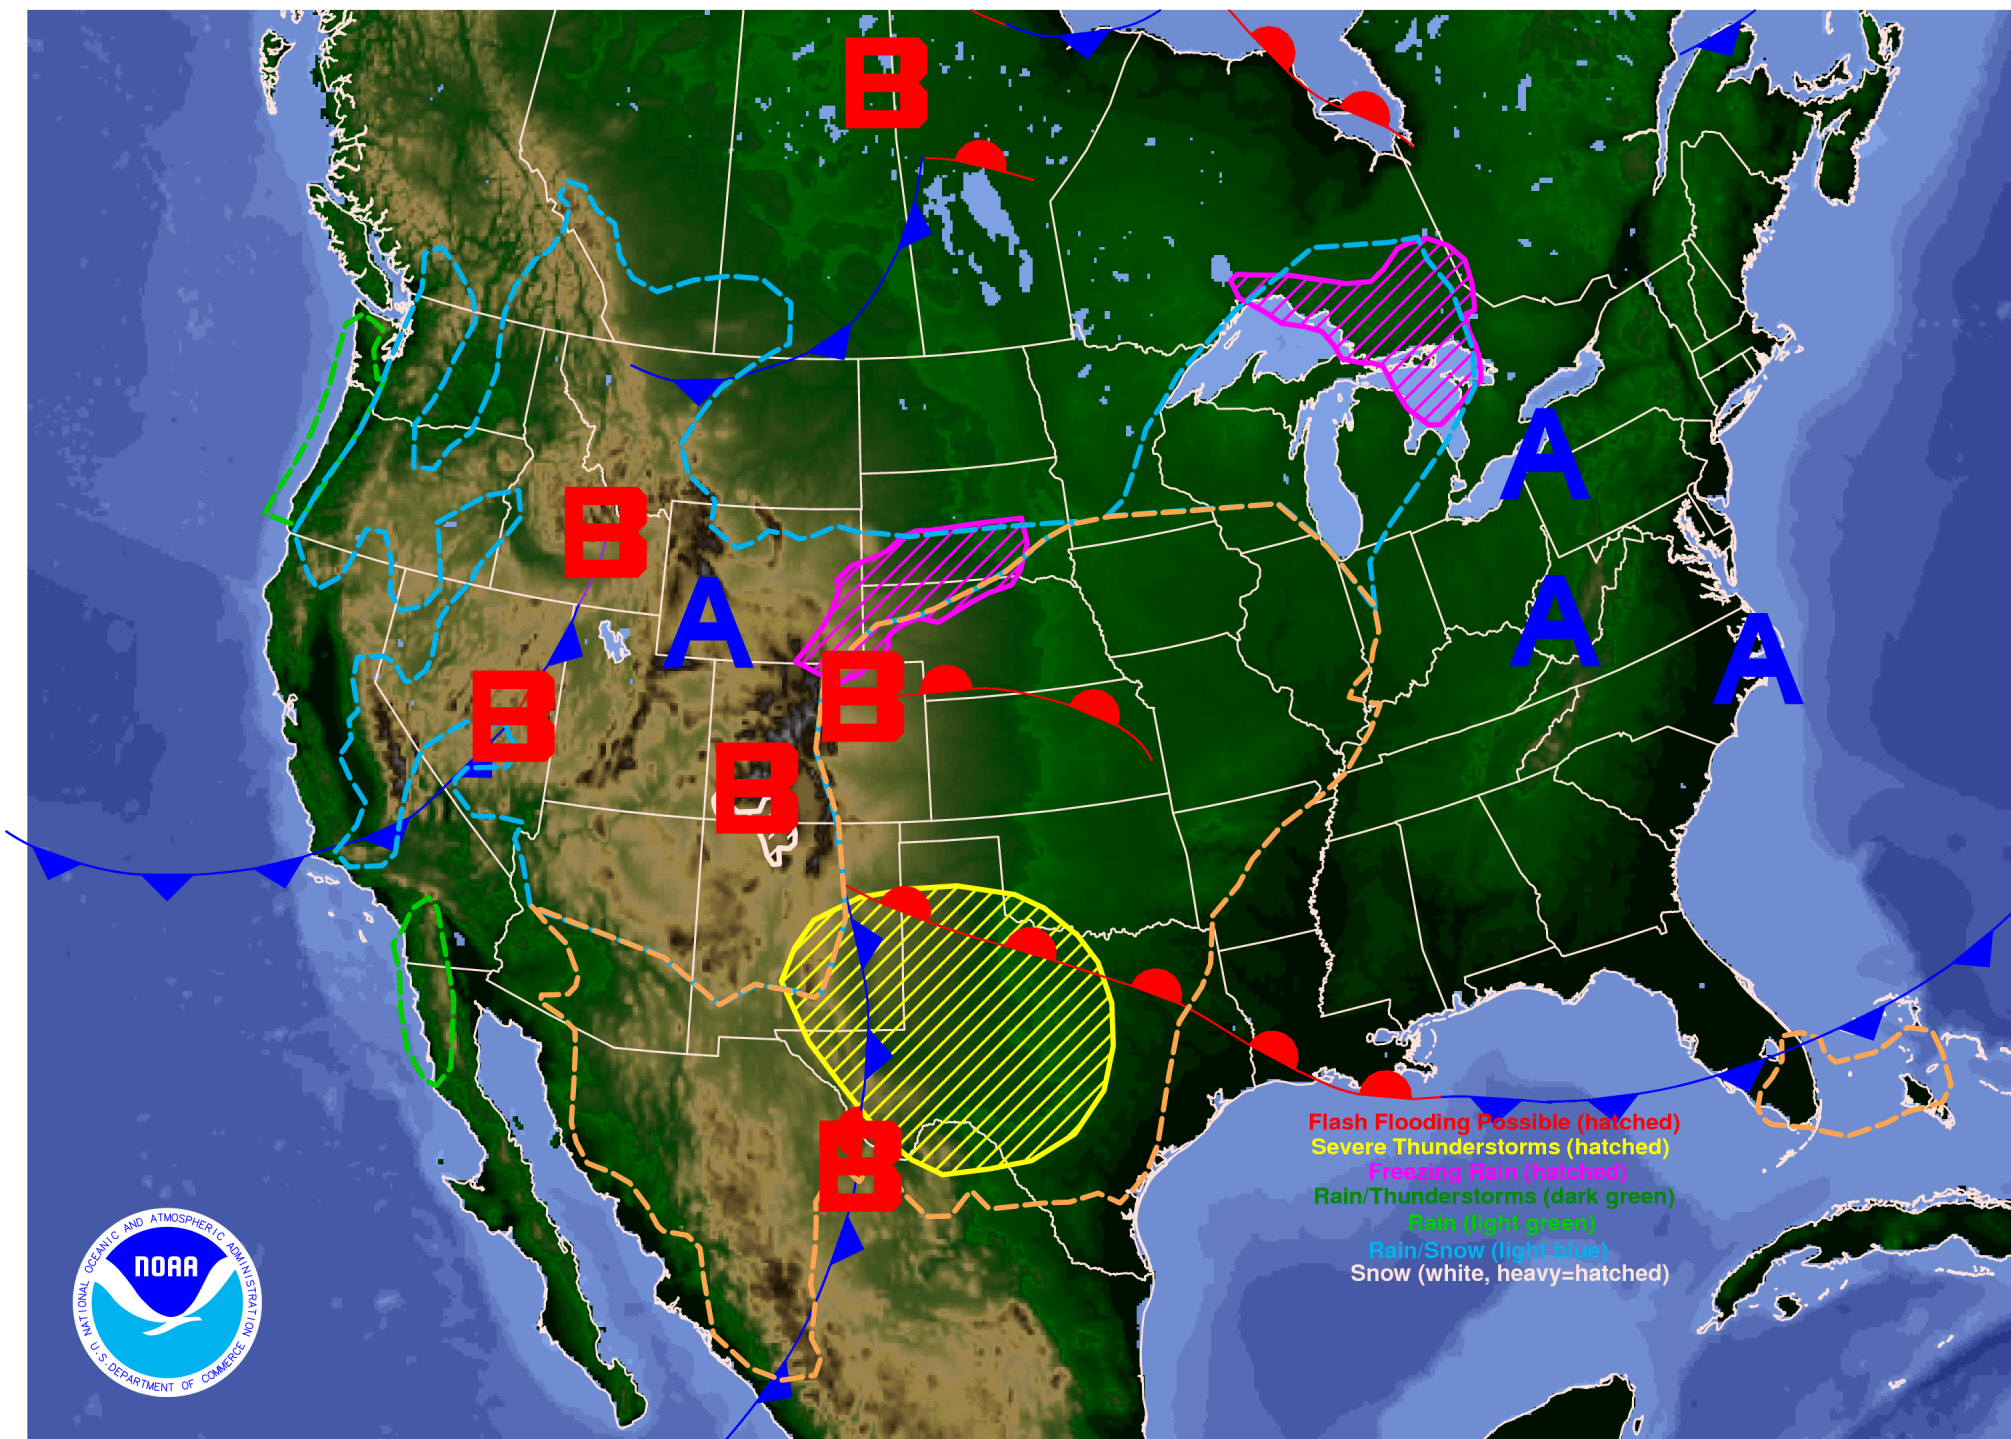 B
B
A
B
A
A
B
A
B
B
B
Flash Flooding Possible (hatched)
Severe Thunderstorms (hatched)
Freezing Rain (hatched)
Rain/Thunderstorms (dark green)
Rain (light green)
Rain/Snow (light blue)
Snow (white, heavy=hatched)
NATIONAL OCEANIC AND ATMOSPHERIC ADMINISTRATION
NOAA
U.S. DEPARTMENT OF COMMERCE